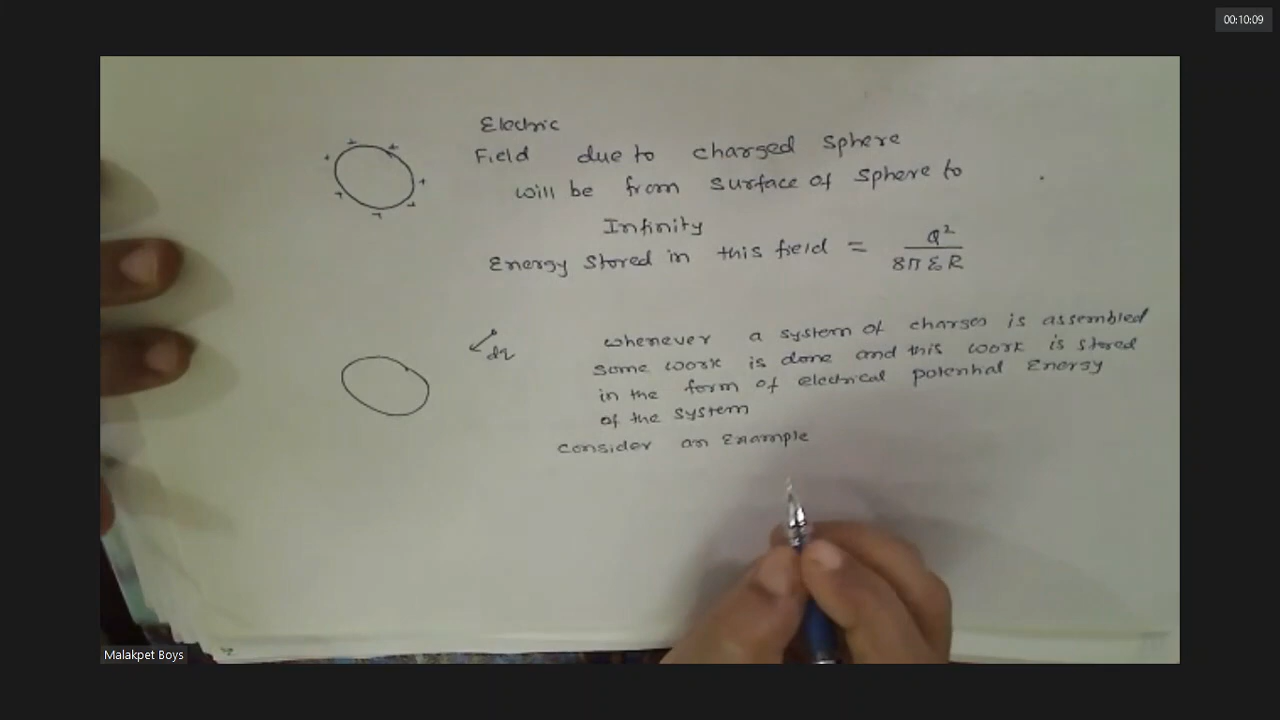 00:10:09
Electric
Field due to charged sphere
will be from surface of sphere to
Infinity
Energy stored in this field = Q²/8πεR
dq
whenever a system of charges is assembled
some work is done and this work is stored
in the form of electrical potential Energy
of the system
consider an Example
Malakpet Boys